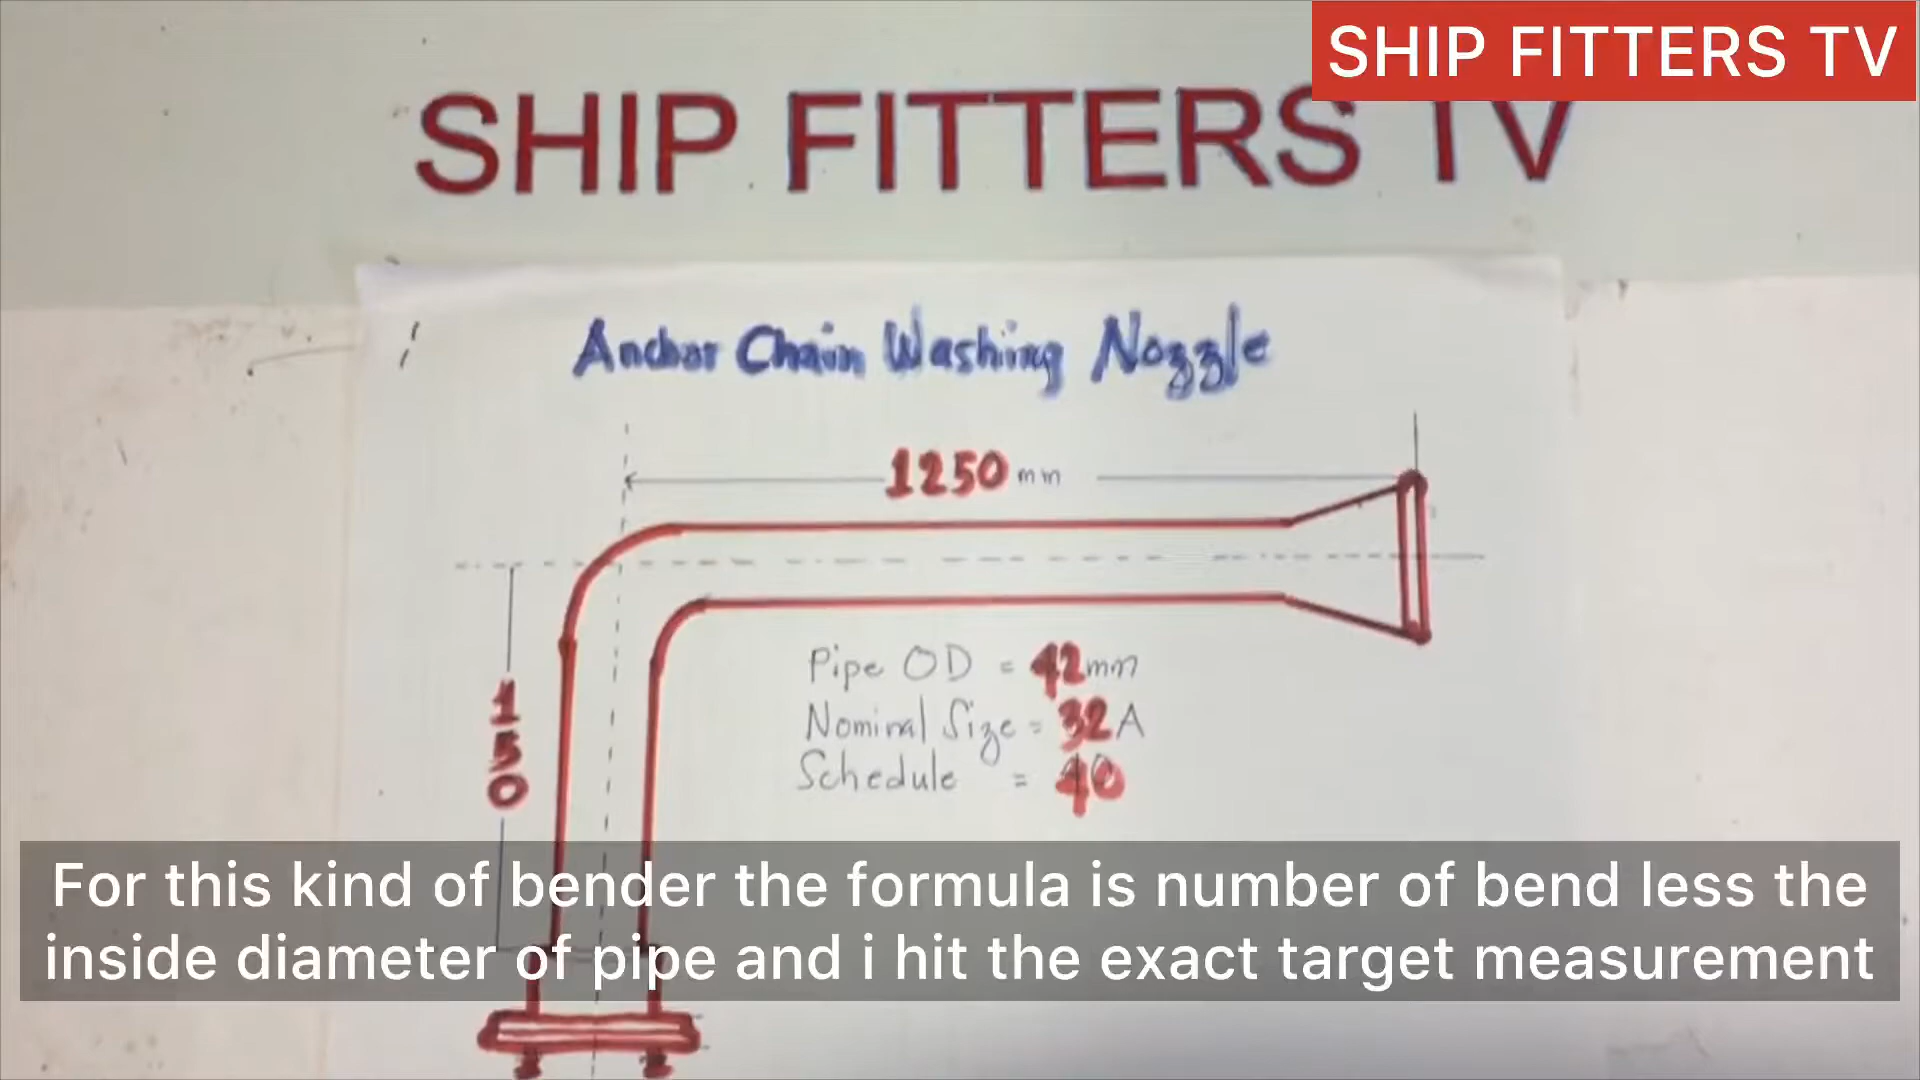 SHIP FITTERS TV
SHIP FITTERS TV
Anchor Chain Washing Nozzle
1250 mm
150
Pipe OD = 42mm
Nominal Size = 32A
Schedule = 40
For this kind of bender the formula is number of bend less the
inside diameter of pipe and i hit the exact target measurement